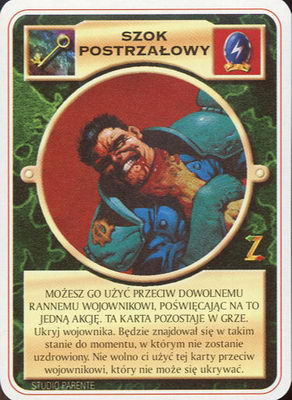 SZOK
POSTRZAŁOWY
Z
MOŻESZ GO UŻYĆ PRZECIW DOWOLNEMU
RANNEMU WOJOWNIKOWI, POŚWIĘCAJĄC NA TO
JEDNĄ AKCJĘ. TA KARTA POZOSTAJE W GRZE.
Ukryj wojownika. Będzie znajdował się w takim
stanie do momentu, w którym nie zostanie
uzdrowiony. Nie wolno ci użyć tej karty przeciw
wojownikowi, który nie może się ukrywać.
STUDIO PARENTE